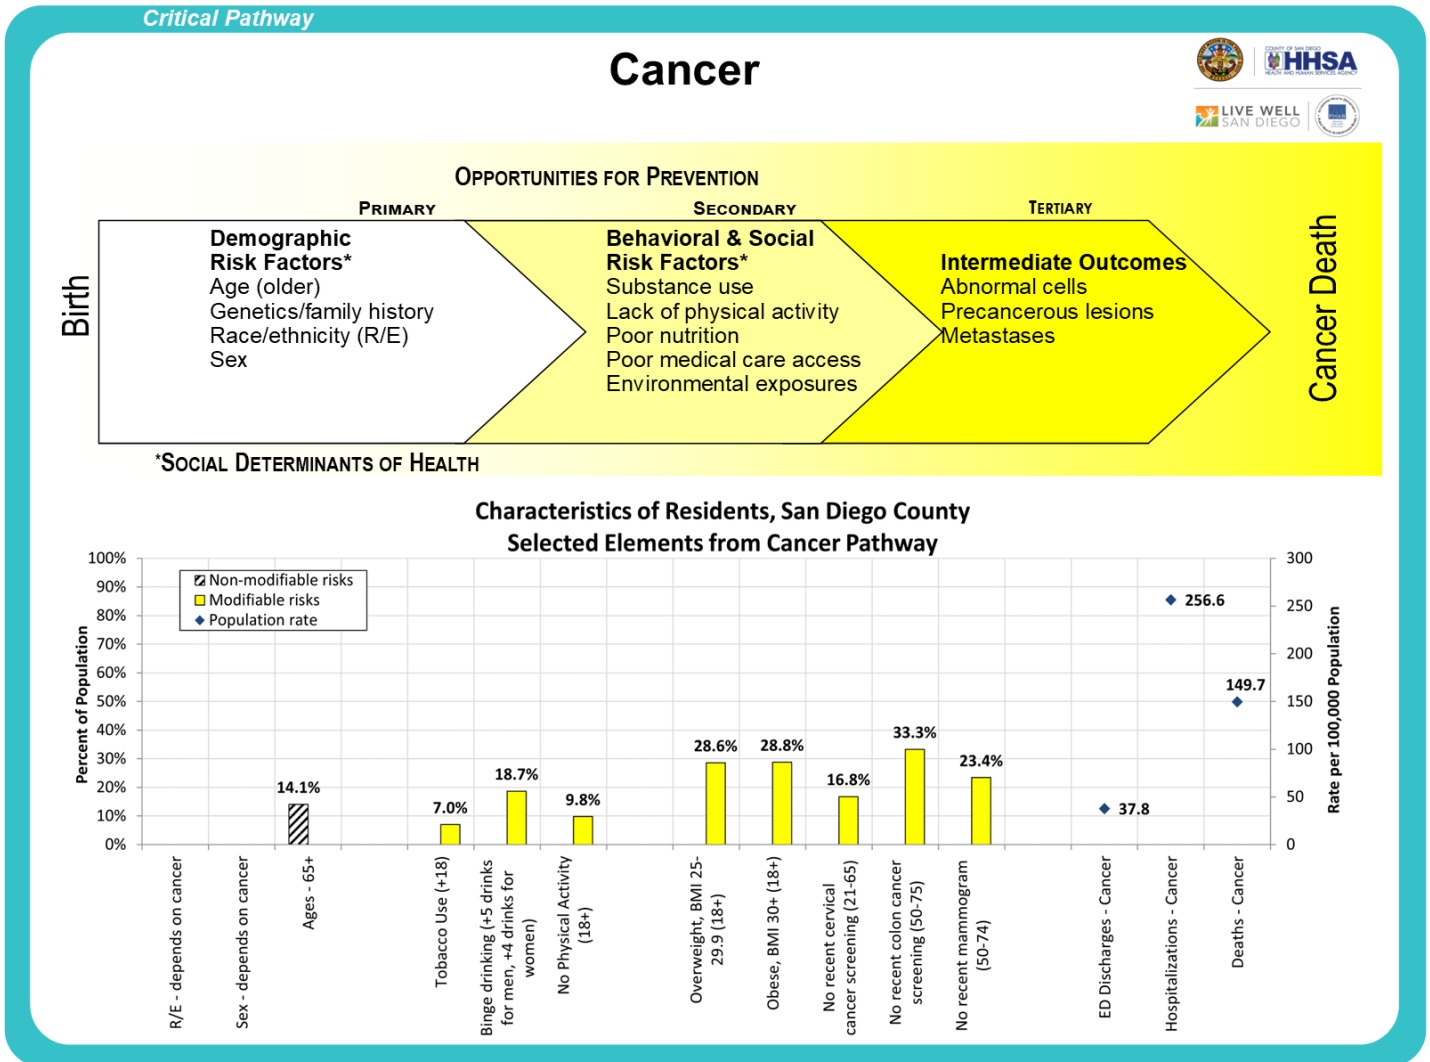 Critical Pathway
Cancer
COUNTY OF SAN DIEGO
HHSA
HEALTH AND HUMAN SERVICES AGENCY
LIVE WELL
SAN DIEGO
OPPORTUNITIES FOR PREVENTION
PRIMARY
SECONDARY
TERTIARY
Birth
Demographic
Risk Factors*
Age (older)
Genetics/family history
Race/ethnicity (R/E)
Sex
Behavioral & Social
Risk Factors*
Substance use
Lack of physical activity
Poor nutrition
Poor medical care access
Environmental exposures
Intermediate Outcomes
Abnormal cells
Precancerous lesions
Metastases
Cancer Death
*SOCIAL DETERMINANTS OF HEALTH
Characteristics of Residents, San Diego County
Selected Elements from Cancer Pathway
Percent of Population
100%
90%
80%
70%
60%
50%
40%
30%
20%
10%
0%
Non-modifiable risks
Modifiable risks
Population rate
14.1%
7.0%
18.7%
9.8%
28.6%
28.8%
16.8%
33.3%
23.4%
37.8
256.6
149.7
300
250
200
150
100
50
0
Rate per 100,000 Population
R/E - depends on cancer
Sex - depends on cancer
Ages - 65+
Tobacco Use (+18)
Binge drinking (+5 drinks
for men, +4 drinks for
women)
No Physical Activity
(18+)
Overweight, BMI 25-
29.9 (18+)
Obese, BMI 30+ (18+)
No recent cervical
cancer screening (21-65)
No recent colon cancer
screening (50-75)
No recent mammogram
(50-74)
ED Discharges - Cancer
Hospitalizations - Cancer
Deaths - Cancer